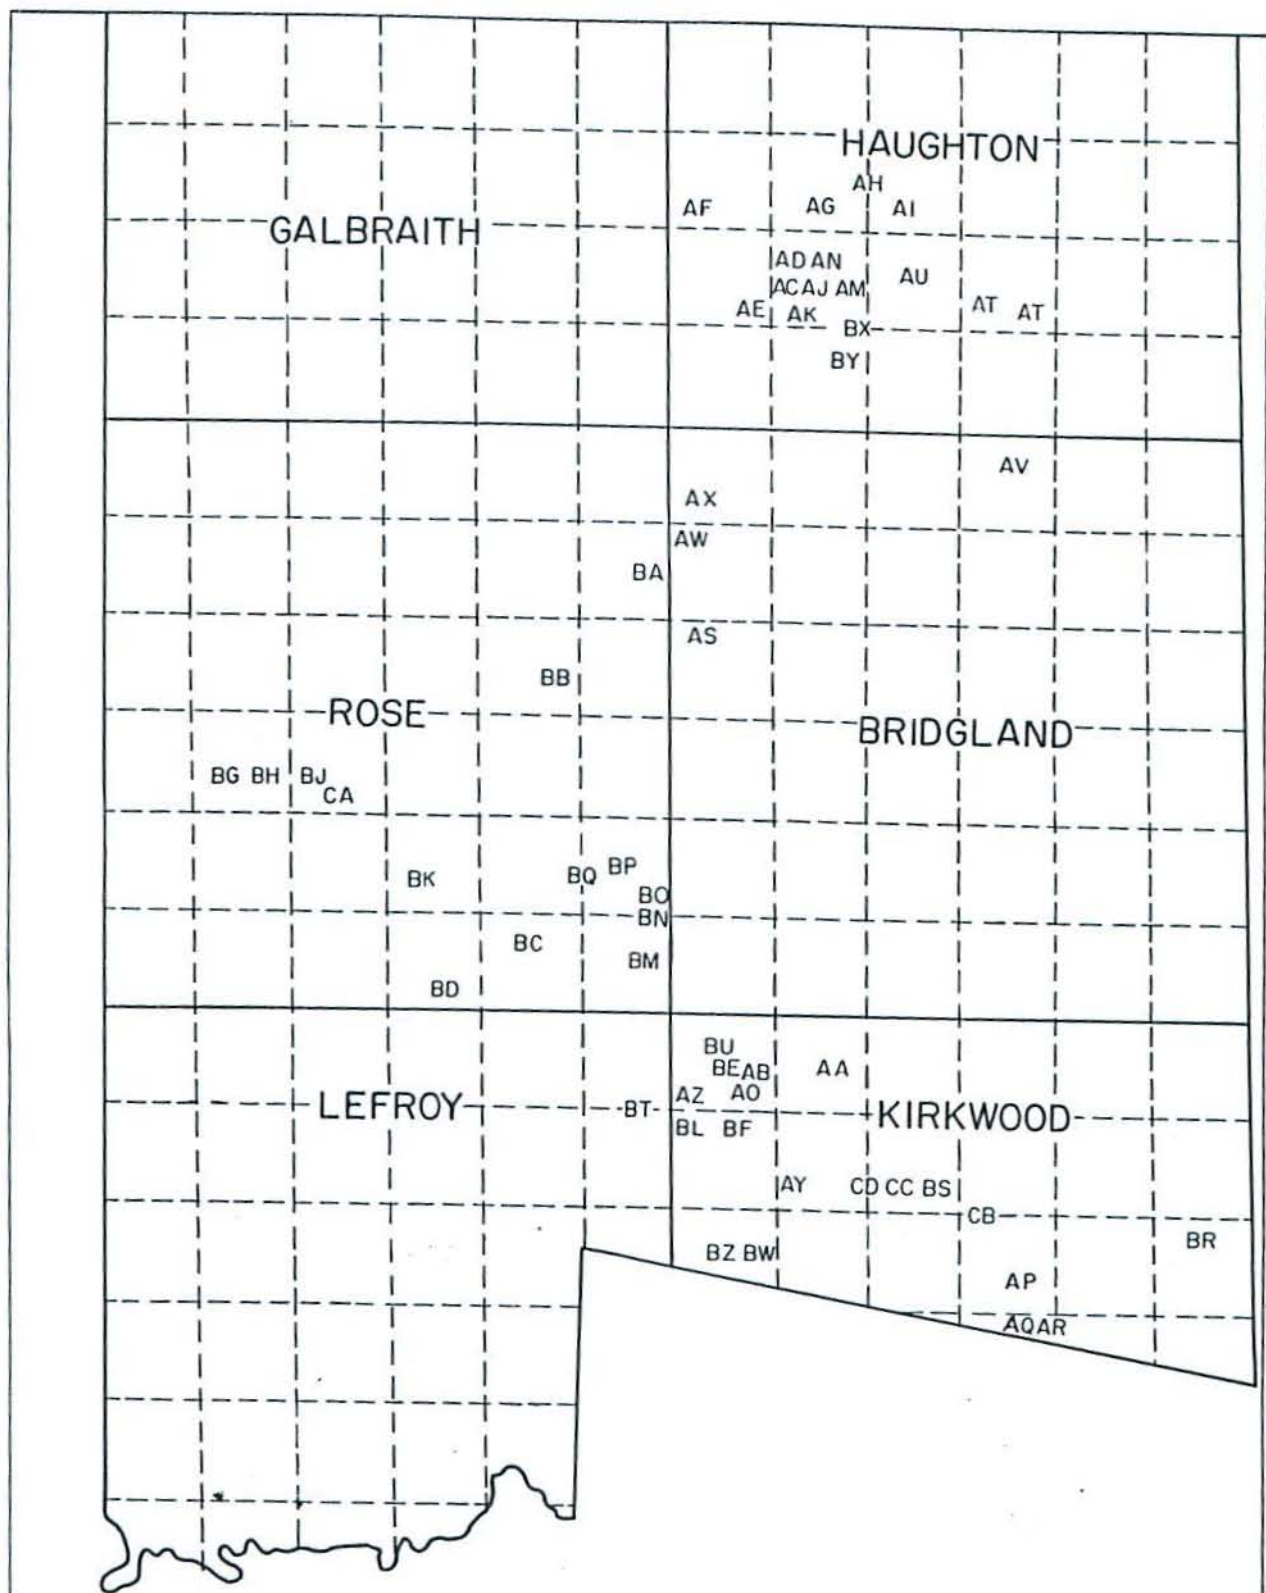 HAUGHTON
AH
AF AG AI
GALBRAITH
AD AN
AU
AC AJ AM
AE AK AT AT
BX
BY
AV
AX
AW
BA
AS
BB
ROSE
BRIDGLAND
BG BH BJ
CA
BK BQ BP
BO
BN
BC
BM
BD
BU
BE AB AA
AZ AO
LEFROY BT KIRKWOOD
BL BF
AY CD CC BS
CB
BZ BW BR
AP
AQ AR